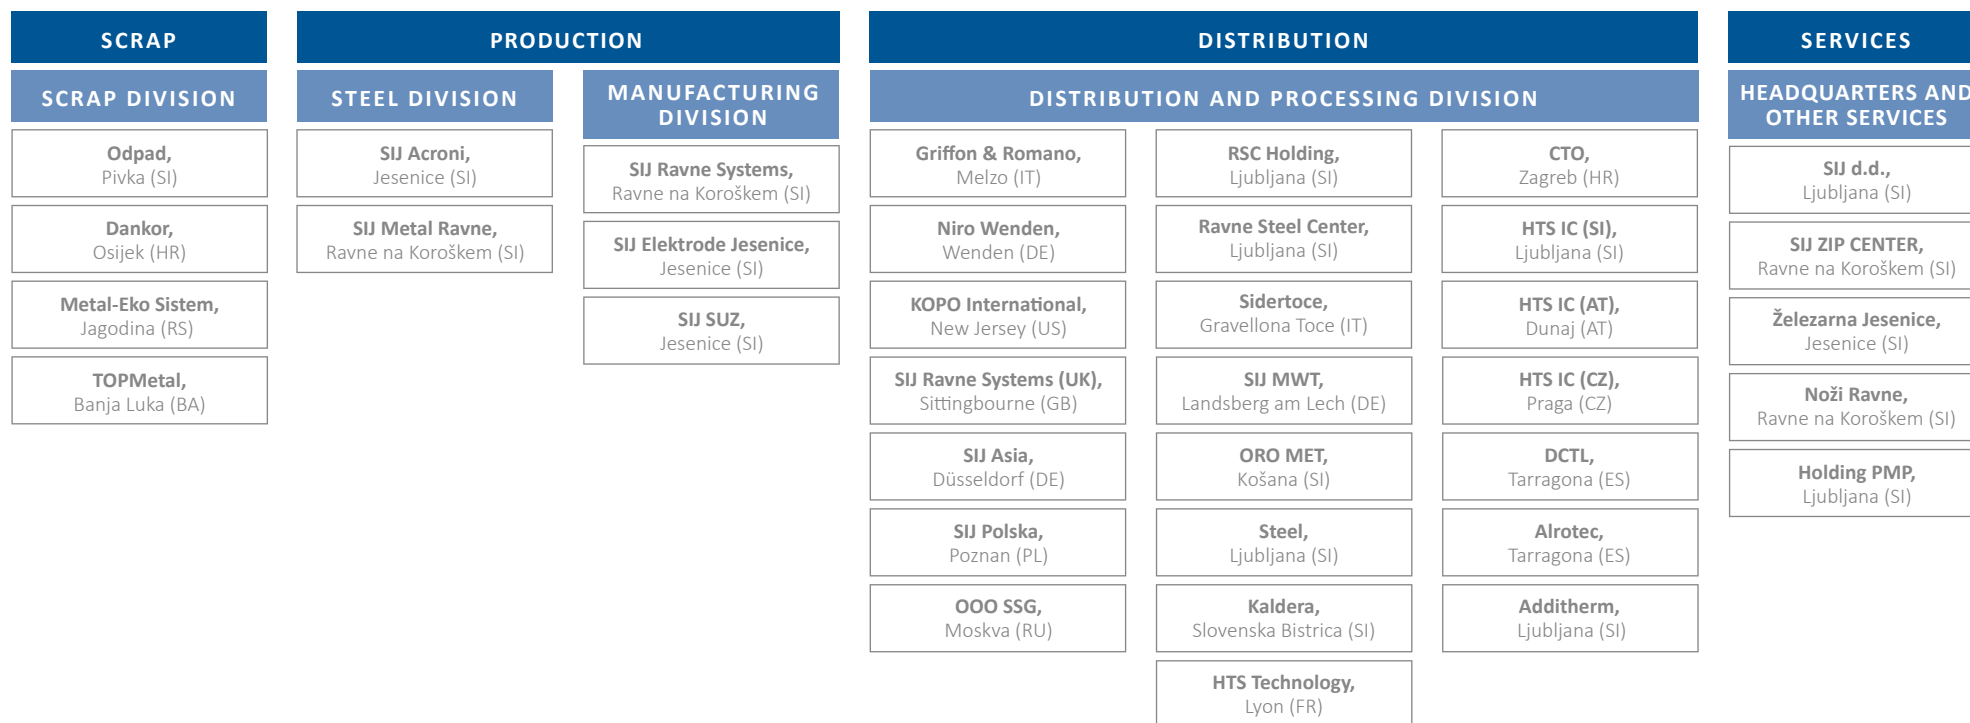 SCRAP
SCRAP DIVISION
Odpad,
Pivka (SI)
Dankor,
Osijek (HR)
Metal-Eko Sistem,
Jagodina (RS)
TOPMetal,
Banja Luka (BA)
PRODUCTION
STEEL DIVISION
SIJ Acroni,
Jesenice (SI)
SIJ Metal Ravne,
Ravne na Koroškem (SI)
MANUFACTURING
DIVISION
SIJ Ravne Systems,
Ravne na Koroškem (SI)
SIJ Elektrode Jesenice,
Jesenice (SI)
SIJ SUZ,
Jesenice (SI)
DISTRIBUTION
DISTRIBUTION AND PROCESSING DIVISION
Griffon & Romano,
Melzo (IT)
Niro Wenden,
Wenden (DE)
KOPO International,
New Jersey (US)
SIJ Ravne Systems (UK),
Sittingbourne (GB)
SIJ Asia,
Düsseldorf (DE)
SIJ Polska,
Poznan (PL)
OOO SSG,
Moskva (RU)
RSC Holding,
Ljubljana (SI)
Ravne Steel Center,
Ljubljana (SI)
Sidertoce,
Gravellona Toce (IT)
SIJ MWT,
Landsberg am Lech (DE)
ORO MET,
Košana (SI)
Steel,
Ljubljana (SI)
Kaldera,
Slovenska Bistrica (SI)
HTS Technology,
Lyon (FR)
CTO,
Zagreb (HR)
HTS IC (SI),
Ljubljana (SI)
HTS IC (AT),
Dunaj (AT)
HTS IC (CZ),
Praga (CZ)
DCTL,
Tarragona (ES)
Alrotec,
Tarragona (ES)
Additherm,
Ljubljana (SI)
SERVICES
HEADQUARTERS AND
OTHER SERVICES
SIJ d.d.,
Ljubljana (SI)
SIJ ZIP CENTER,
Ravne na Koroškem (SI)
Železarna Jesenice,
Jesenice (SI)
Noži Ravne,
Ravne na Koroškem (SI)
Holding PMP,
Ljubljana (SI)